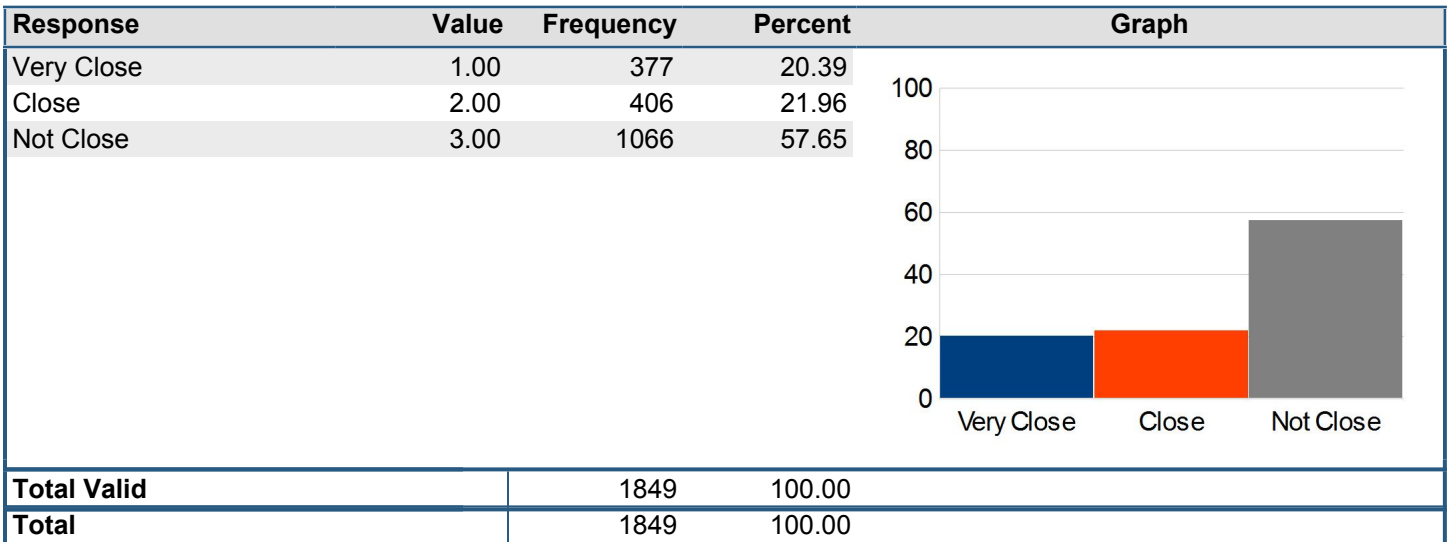 Response Value Frequency Percent Graph
Very Close 1.00 377 20.39
Close 2.00 406 21.96
Not Close 3.00 1066 57.65
100
80
60
40
20
0
Very Close Close Not Close
Total Valid 1849 100.00
Total 1849 100.00